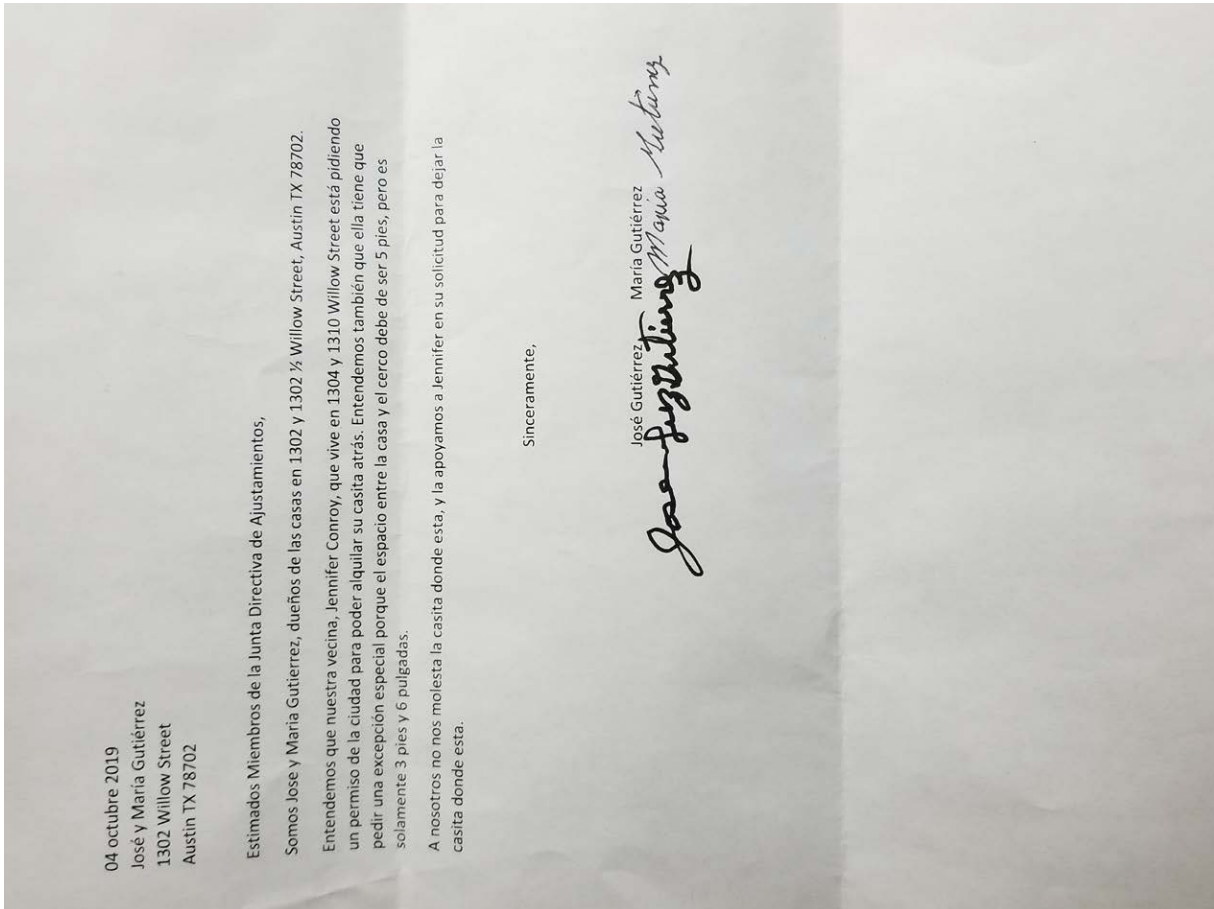 04 octubre 2019
José y María Gutiérrez
1302 Willow Street
Austin TX 78702
Estimados Miembros de la Junta Directiva de Ajustamientos,
Somos Jose y Maria Gutierrez, dueños de las casas en 1302 y 1302 ½ Willow Street, Austin TX 78702.
Entendemos que nuestra vecina, Jennifer Conroy, que vive en 1304 y 1310 Willow Street está pidiendo
un permiso de la ciudad para poder alquilar su casita atrás. Entendemos también que ella tiene que
pedir una excepción especial porque el espacio entre la casa y el cerco debe de ser 5 pies, pero es
solamente 3 pies y 6 pulgadas.
A nosotros no nos molesta la casita donde esta, y la apoyamos a Jennifer en su solicitud para dejar la
casita donde esta.
Sinceramente,
José Gutiérrez María Gutiérrez
Jose Luz Gutierrez Maria Gutierrez